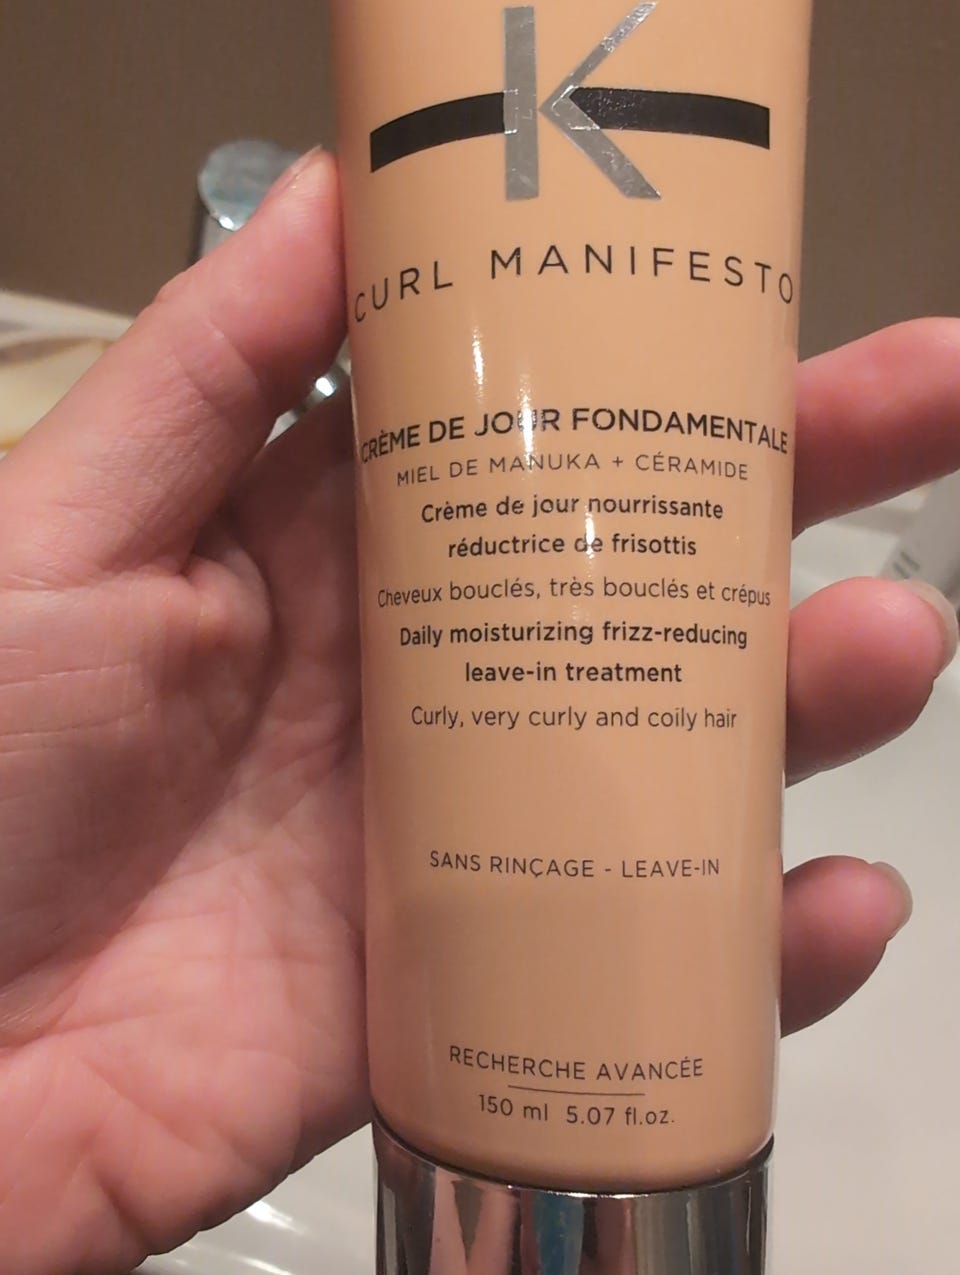 K
CURL MANIFESTO
CRÈME DE JOUR FONDAMENTALE
MIEL DE MANUKA + CÉRAMIDE
Crème de jour nourrissante
réductrice de frisottis
Cheveux bouclés, très bouclés et crépus
Daily moisturizing frizz-reducing
leave-in treatment
Curly, very curly and coily hair
SANS RINÇAGE - LEAVE-IN
RECHERCHE AVANCÉE
150 ml 5.07 fl.oz.